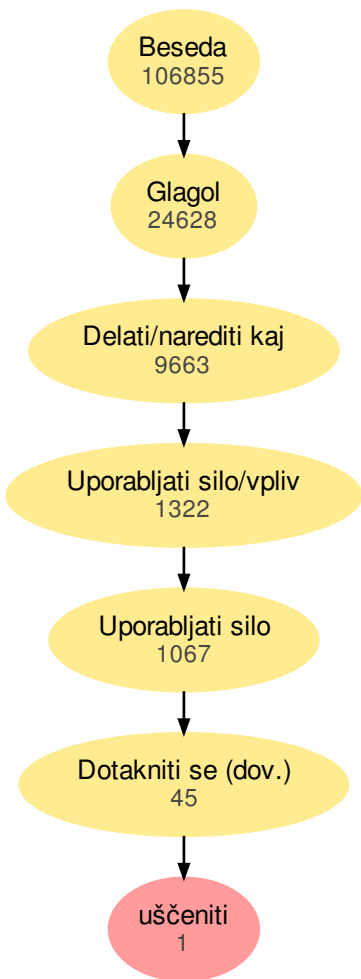 Beseda
106855
Glagol
24628
Delati/narediti kaj
9663
Uporabljati silo/vpliv
1322
Uporabljati silo
1067
Dotakniti se (dov.)
45
uščeniti
1